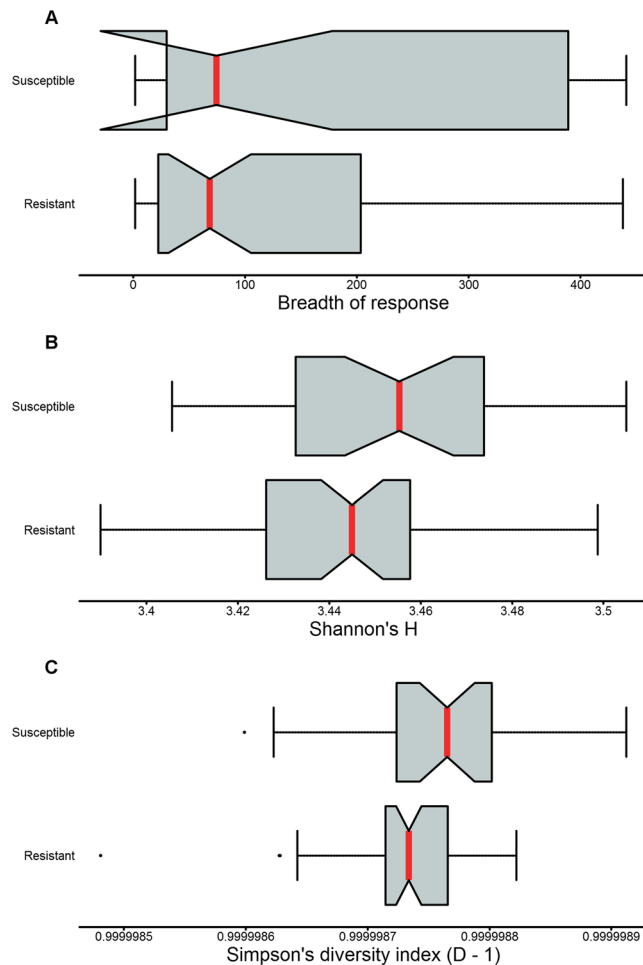 A
Susceptible
Resistant
0 100 200 300 400
Breadth of response
B
Susceptible
Resistant
3.4 3.42 3.44 3.46 3.48 3.5
Shannon's H
C
Susceptible
Resistant
0.9999985 0.9999986 0.9999987 0.9999988 0.9999989
Simpson's diversity index (D - 1)